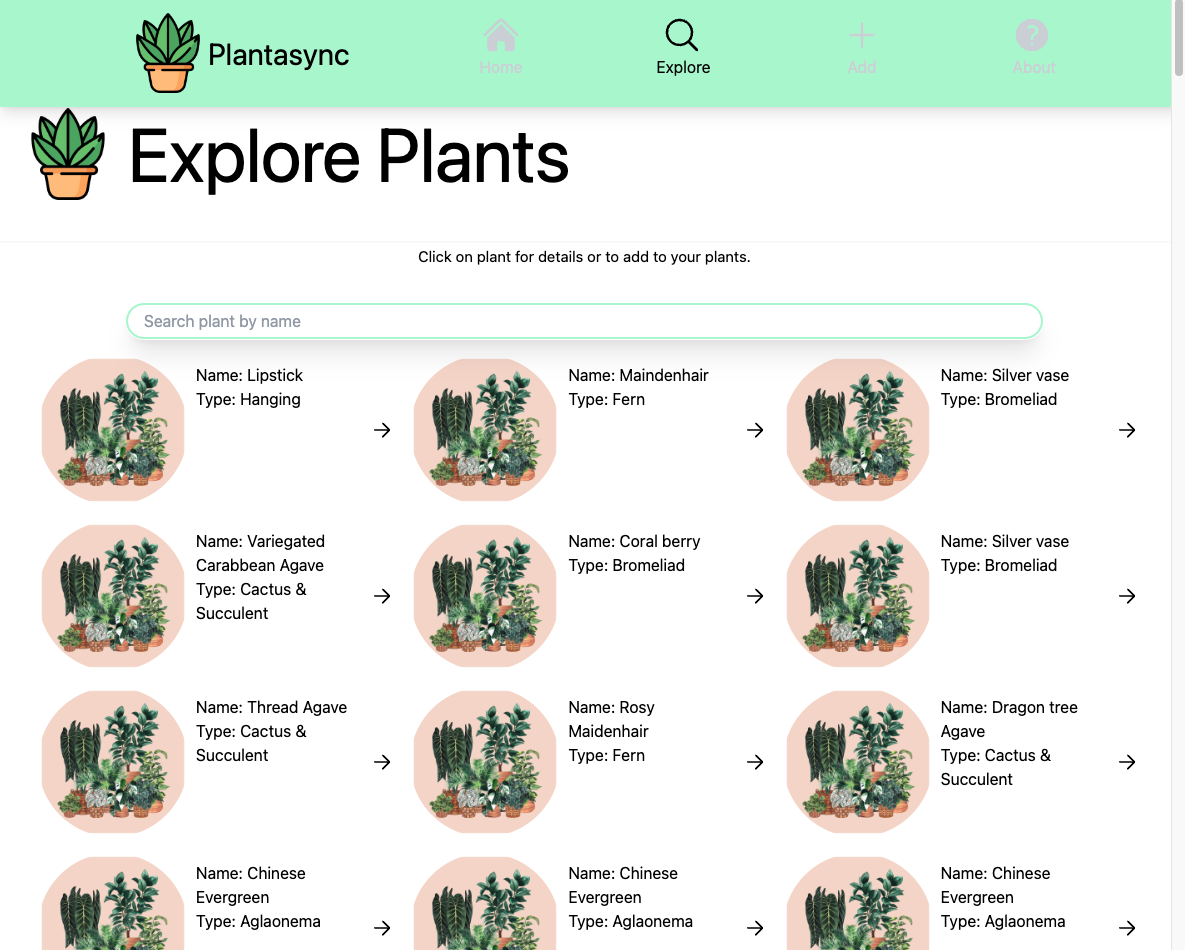 Plantasync
Home
Explore
Add
About
Explore Plants
Click on plant for details or to add to your plants.
Search plant by name
Name: Lipstick
Type: Hanging
Name: Maindenhair
Type: Fern
Name: Silver vase
Type: Bromeliad
Name: Variegated
Carabbean Agave
Type: Cactus &
Succulent
Name: Coral berry
Type: Bromeliad
Name: Silver vase
Type: Bromeliad
Name: Thread Agave
Type: Cactus &
Succulent
Name: Rosy
Maidenhair
Type: Fern
Name: Dragon tree
Agave
Type: Cactus &
Succulent
Name: Chinese
Evergreen
Type: Aglaonema
Name: Chinese
Evergreen
Type: Aglaonema
Name: Chinese
Evergreen
Type: Aglaonema